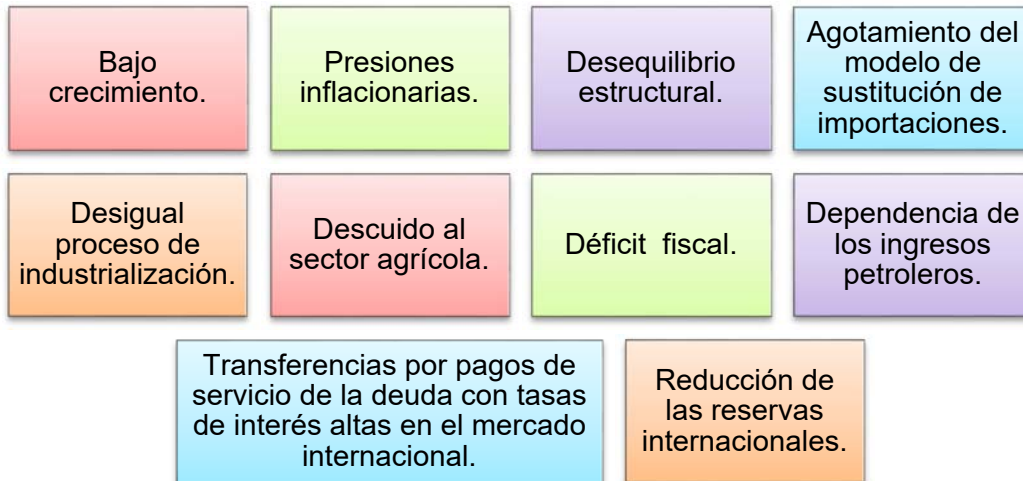 Bajo
crecimiento.
Presiones
inflacionarias.
Desequilibrio
estructural.
Agotamiento del
modelo de
sustitución de
importaciones.
Desigual
proceso de
industrialización.
Descuido al
sector agrícola.
Déficit  fiscal.
Dependencia de
los ingresos
petroleros.
Transferencias por pagos de
servicio de la deuda con tasas
de interés altas en el mercado
internacional.
Reducción de
las reservas
internacionales.